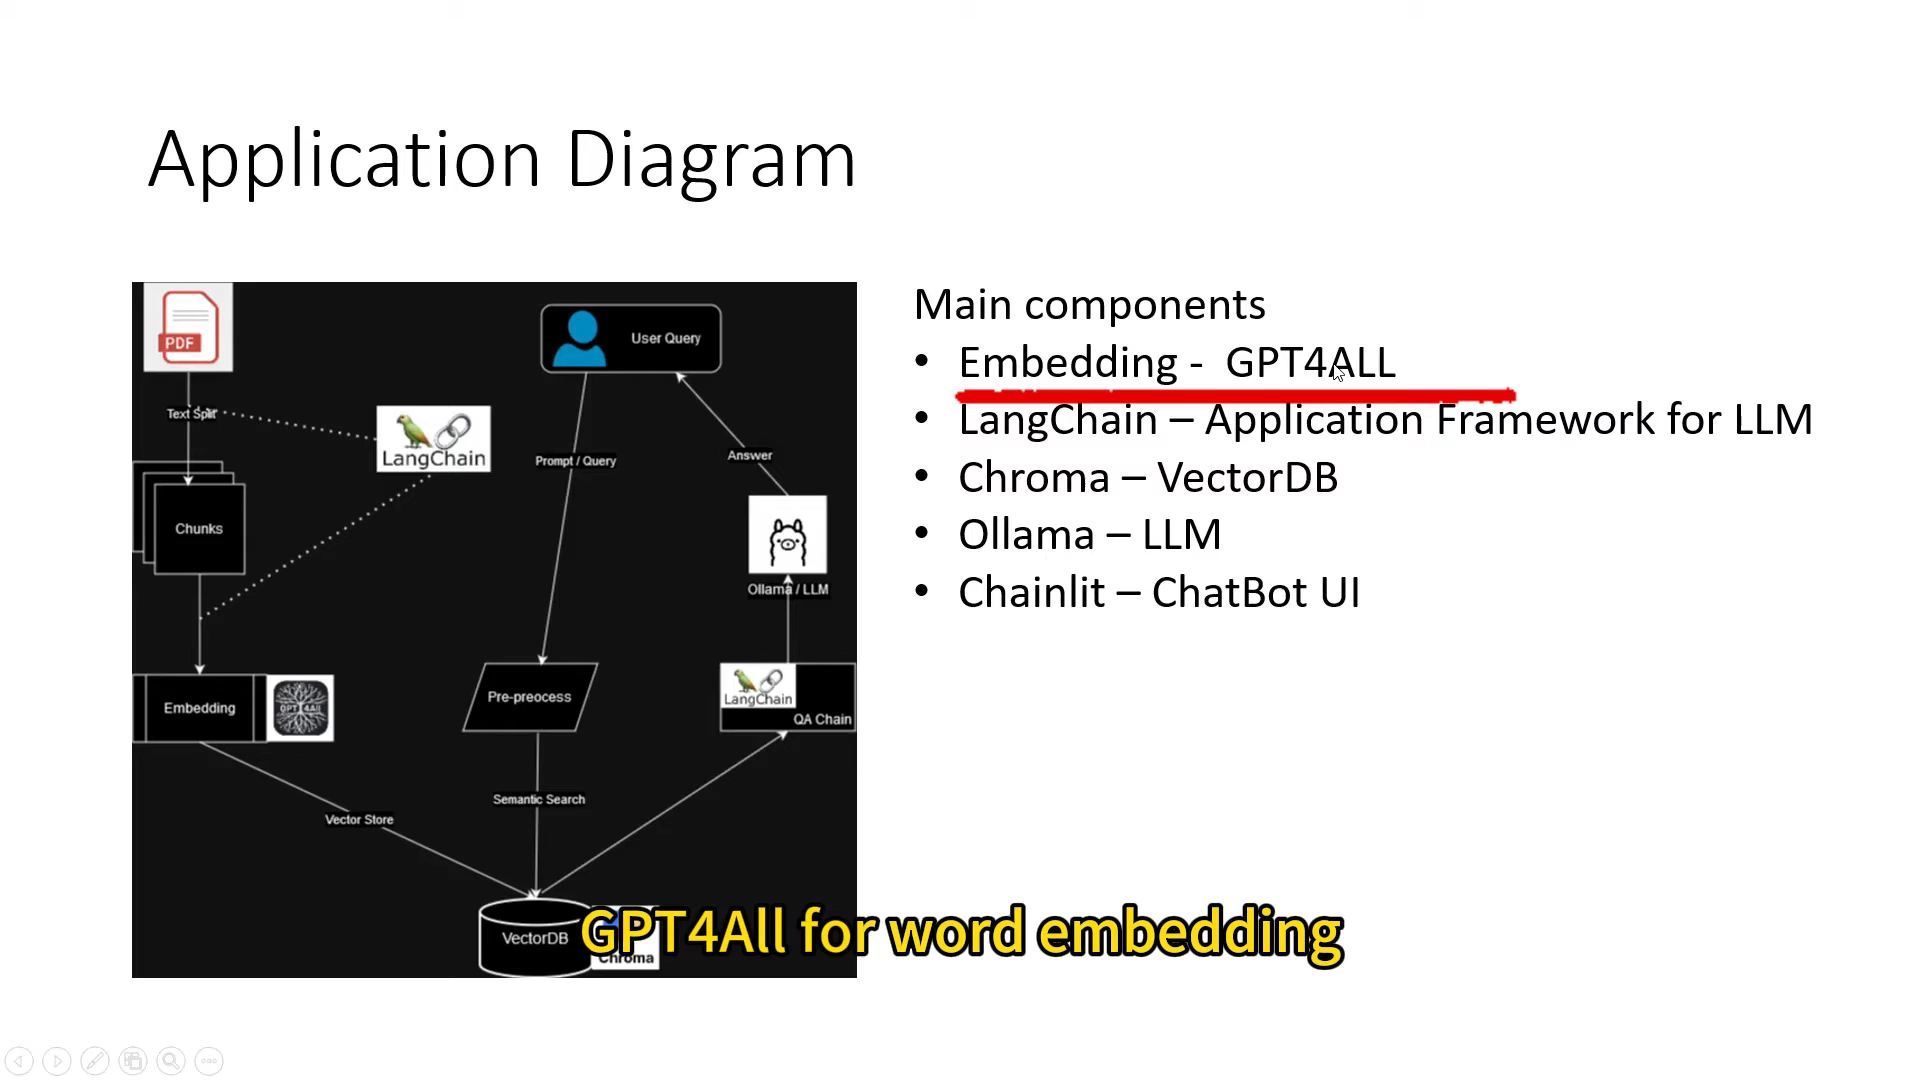 Application Diagram
PDF
User Query
Text Split
LangChain
Prompt / Query
Answer
Chunks
Ollama / LLM
Embedding
GPT4All
Pre-preocess
LangChain
QA Chain
Semantic Search
Vector Store
VectorDB
Chroma
Main components
• Embedding - GPT4ALL
• LangChain – Application Framework for LLM
• Chroma – VectorDB
• Ollama – LLM
• Chainlit – ChatBot UI
GPT4All for word embedding